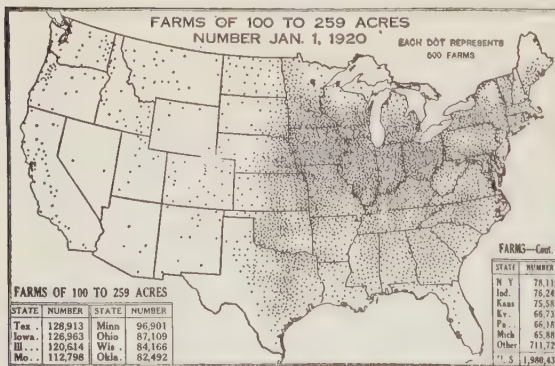 FARMS OF 100 TO 259 ACRES
NUMBER JAN. 1, 1920
EACH DOT REPRESENTS
500 FARMS
FARMS OF 100 TO 259 ACRES
STATE NUMBER STATE NUMBER
Tex . 128,913 Minn 96,901
Iowa. 126,963 Ohio 87,109
Ill... 120,614 Wis. 84,166
Mo.. 112,798 Okla. 82,492
FARMS—Cont.
STATE NUMBER
N Y 78,11
Ind. 76,24
Kans 75,58
Ky. 66,73
Pa.. 66,18
Mich 65,88
Other 711,72
U. S 1,980,43